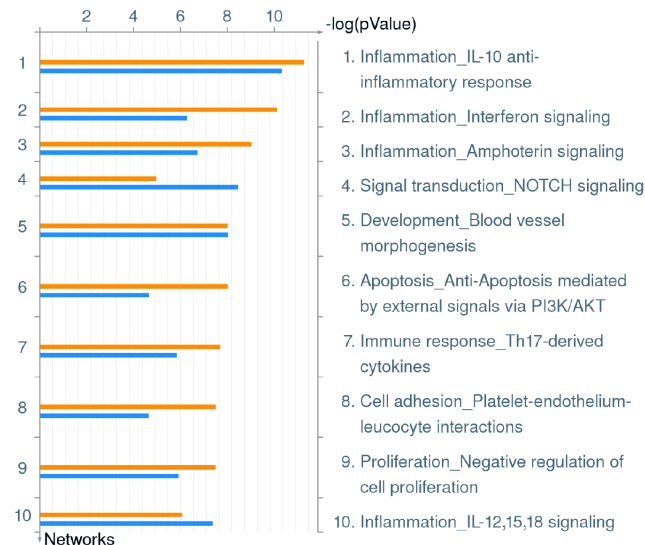 2 4 6 8 10
-log(pValue)
1 1. Inflammation_IL-10 anti-
inflammatory response
2 2. Inflammation_Interferon signaling
3 3. Inflammation_Amphoterin signaling
4 4. Signal transduction_NOTCH signaling
5 5. Development_Blood vessel
morphogenesis
6 6. Apoptosis_Anti-Apoptosis mediated
by external signals via PI3K/AKT
7 7. Immune response_Th17-derived
cytokines
8 8. Cell adhesion_Platelet-endothelium-
leucocyte interactions
9 9. Proliferation_Negative regulation of
cell proliferation
10 10. Inflammation_IL-12,15,18 signaling
Networks